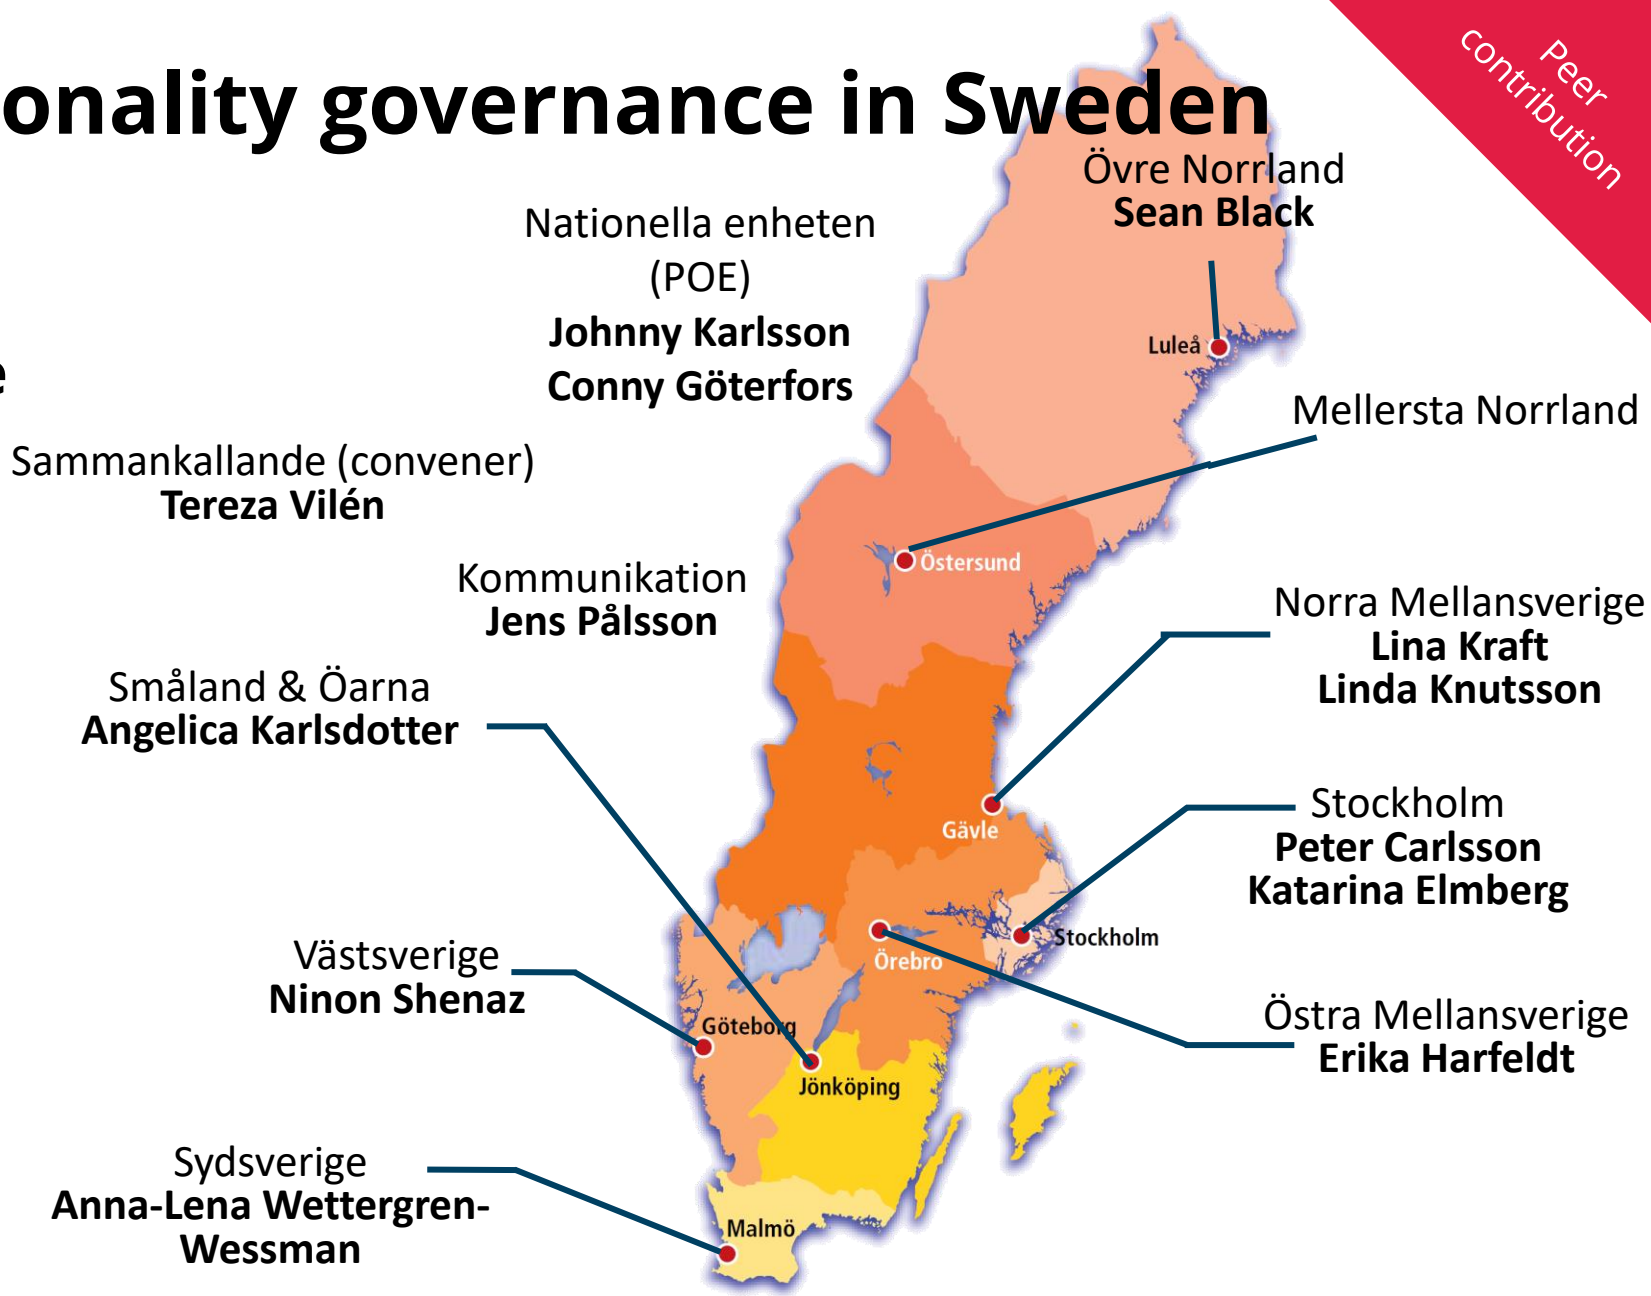 onality governance in Sweden
Peer
contribution
Övre Norrland
Sean Black
Nationella enheten
(POE)
Johnny Karlsson
Conny Göterfors
Luleå
e
Mellersta Norrland
Sammankallande (convener)
Tereza Vilén
Östersund
Kommunikation
Jens Pålsson
Norra Mellansverige
Lina Kraft
Linda Knutsson
Småland & Öarna
Angelica Karlsdotter
Gävle
Stockholm
Peter Carlsson
Katarina Elmberg
Stockholm
Västsverige
Ninon Shenaz
Örebro
Östra Mellansverige
Erika Harfeldt
Göteborg
Jönköping
Sydsverige
Anna-Lena Wettergren-
Wessman
Malmö